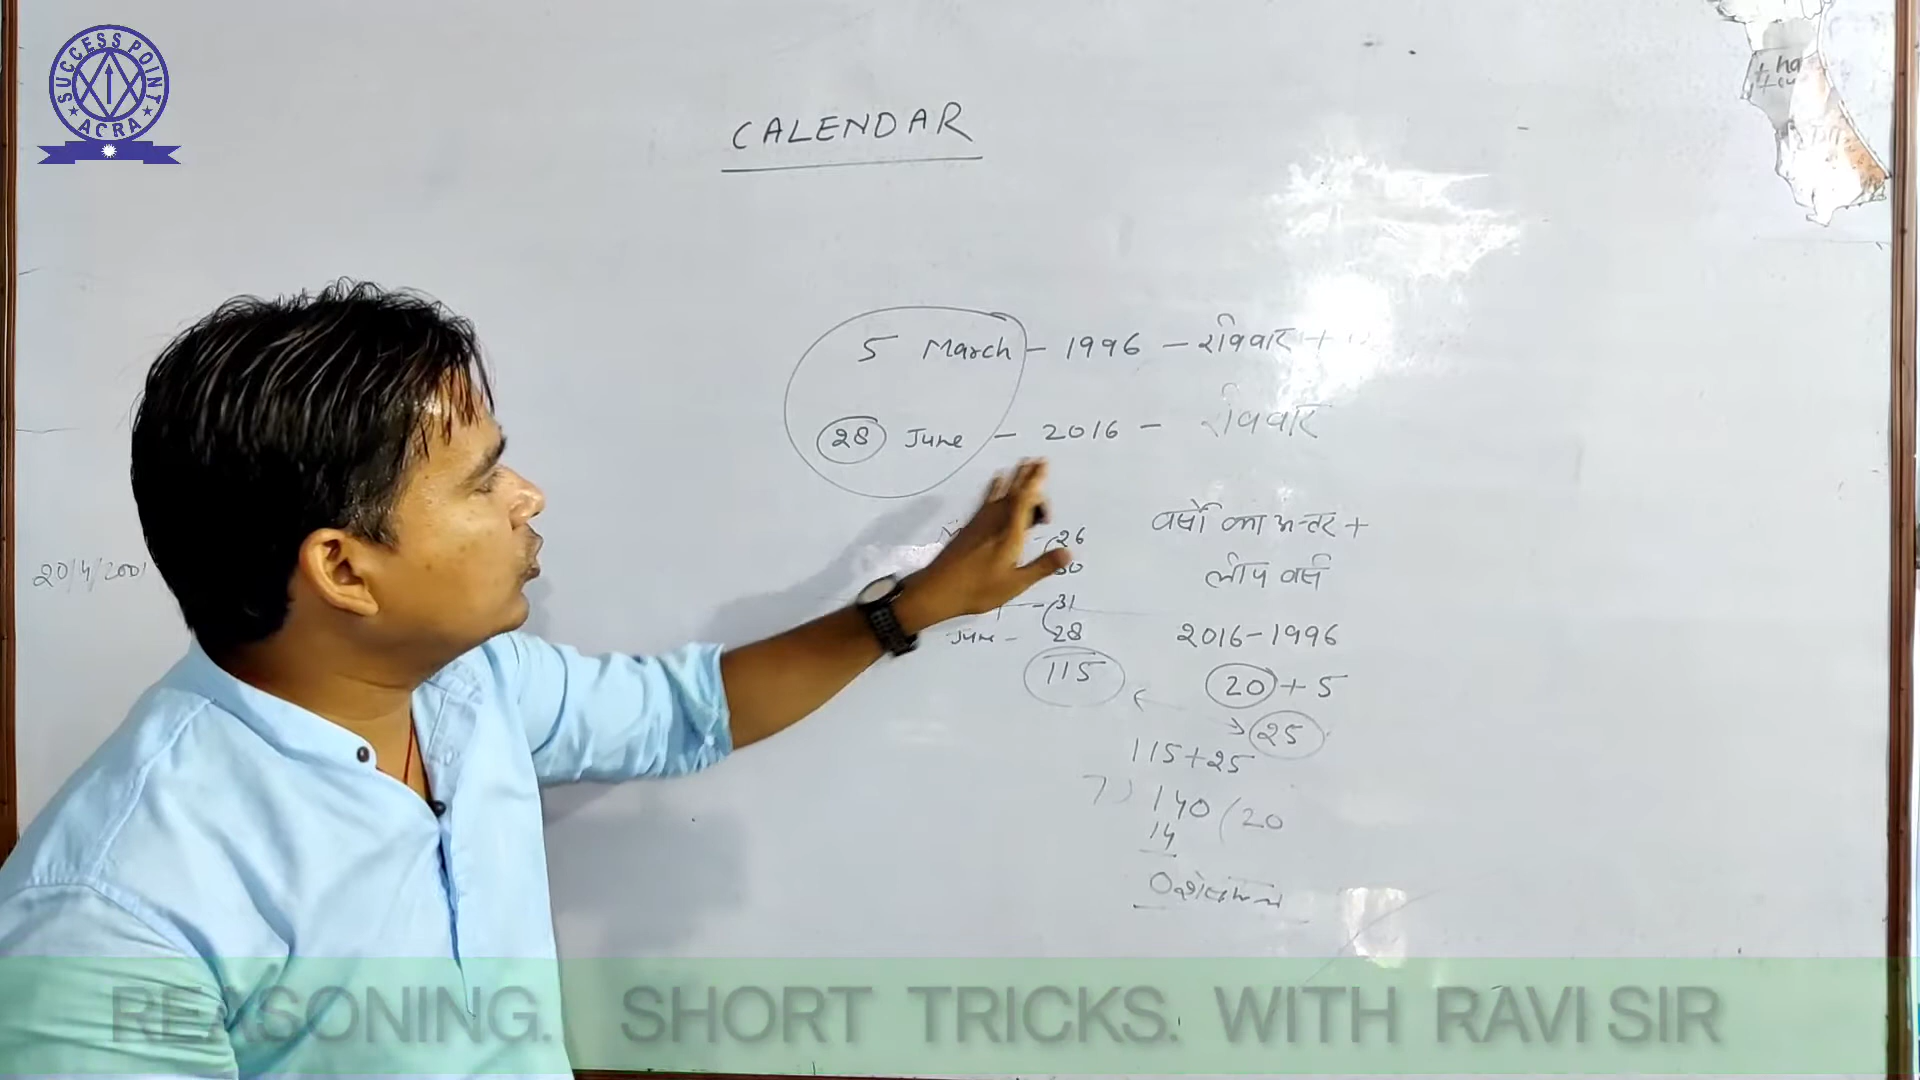 SUCCESS POINT
ACRA
CALENDAR
5 March - 1996 - रविवार +
28 June - 2016 - रविवार
26
30
- 31
June - 28
115
वर्षो का अन्तर +
लीप वर्ष
2016-1996
20 + 5
25
115+25
7) 140 (20
14
0
20/4/2001
REASONING. SHORT TRICKS. WITH RAVI SIR